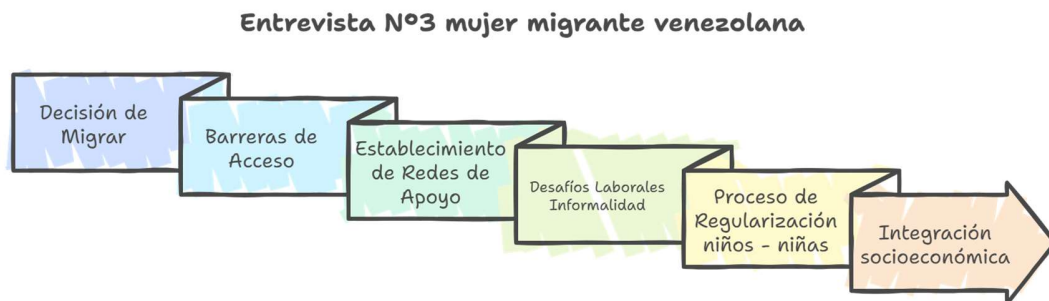 Entrevista Nº3 mujer migrante venezolana
Decisión de
Migrar
Barreras de
Acceso
Establecimiento
de Redes de
Apoyo
Desafíos Laborales
Informalidad
Proceso de
Regularización
niños - niñas
Integración
socioeconómica